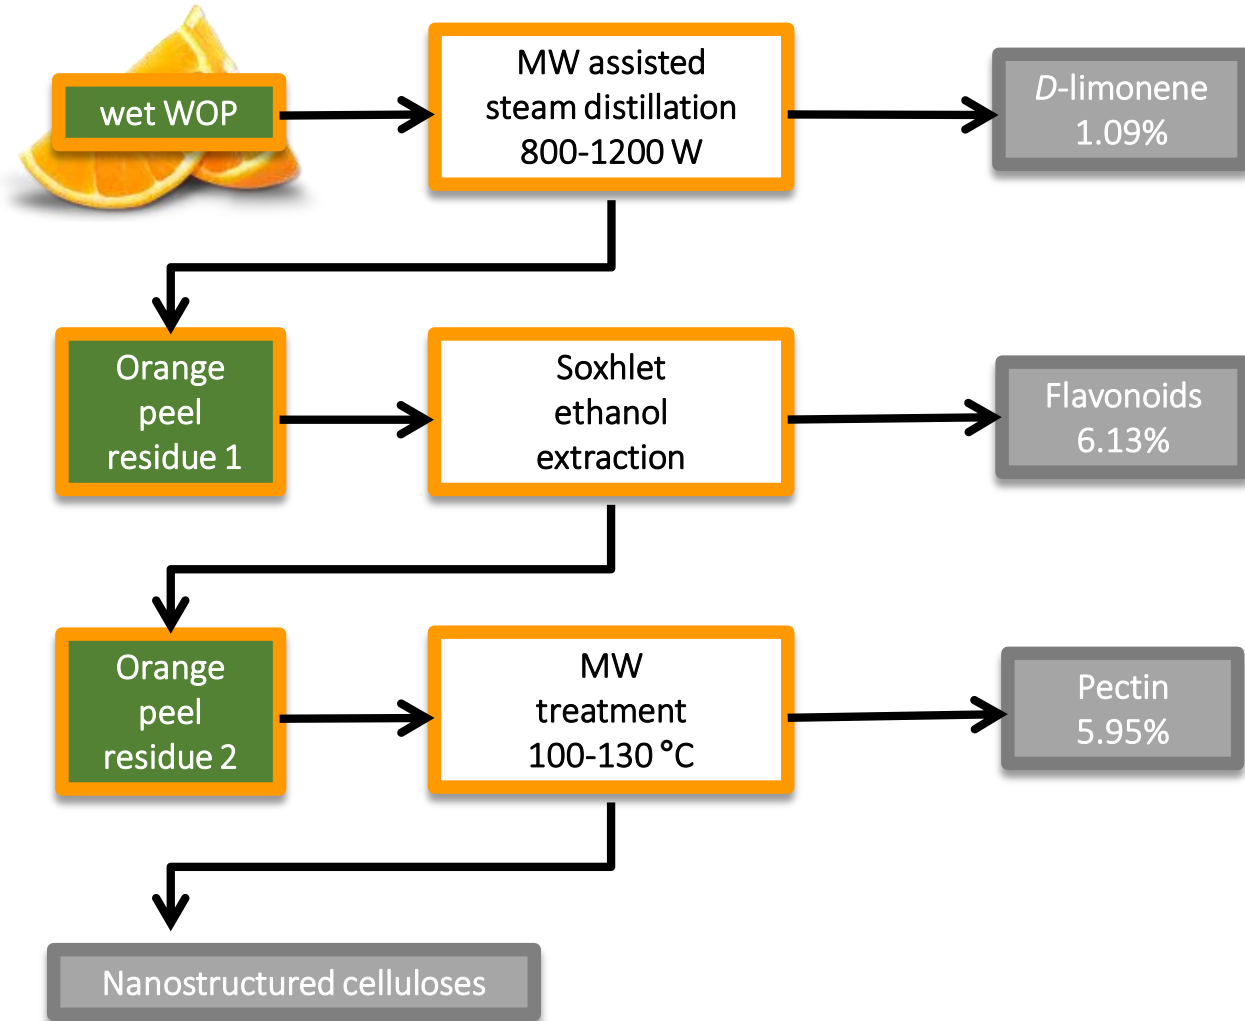 wet WOP
MW assisted
steam distillation
800-1200 W
D-limonene
1.09%
Orange
peel
residue 1
Soxhlet
ethanol
extraction
Flavonoids
6.13%
Orange
peel
residue 2
MW
treatment
100-130 °C
Pectin
5.95%
Nanostructured celluloses